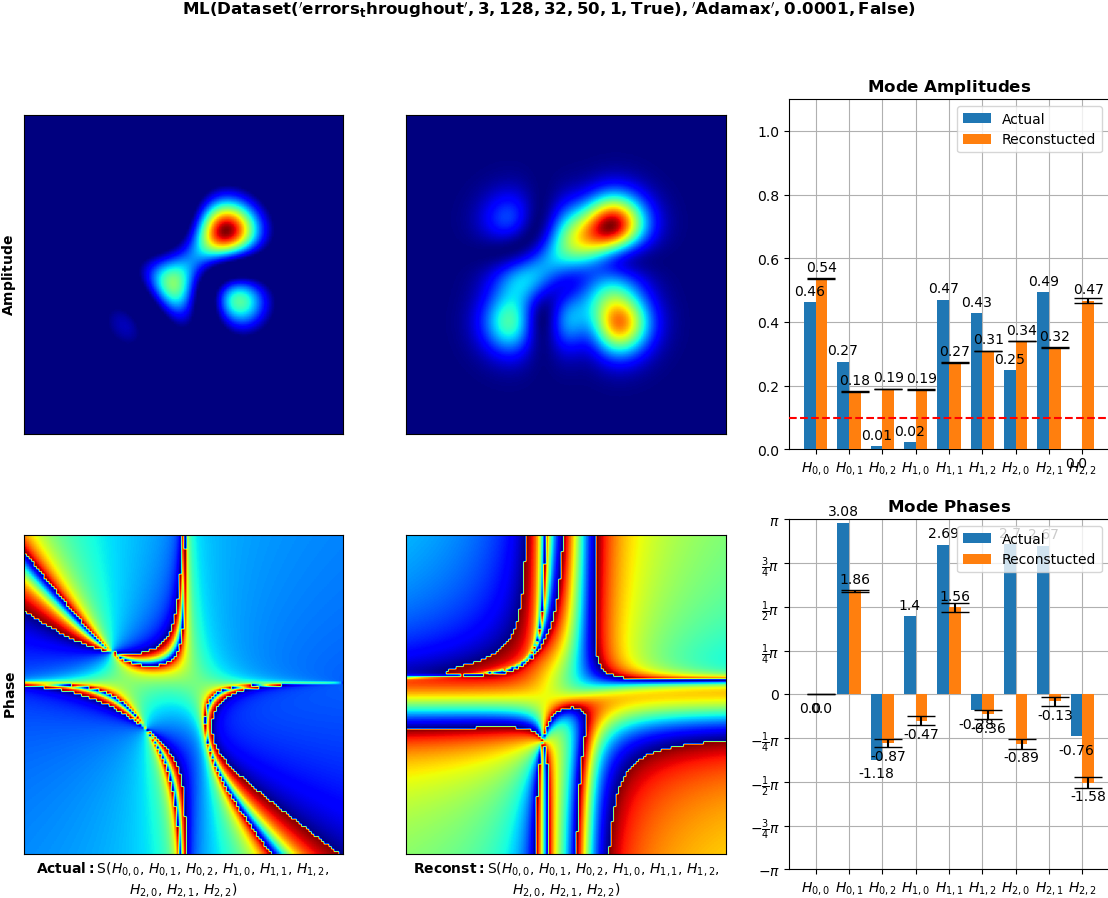 ML(Dataset('errors_throughout', 3, 128, 32, 50, 1, True), 'Adamax', 0.0001, False)
Amplitude
Mode Amplitudes
Actual
Reconstucted
1.0
0.8
0.6
0.4
0.2
0.0
0.46 0.54
0.27 0.18
0.01 0.19
0.02 0.19
0.47 0.27
0.43 0.31
0.25 0.34
0.49 0.32
0.0 0.47
H0,0 H0,1 H0,2 H1,0 H1,1 H1,2 H2,0 H2,1 H2,2
Phase
Actual: S(H0,0, H0,1, H0,2, H1,0, H1,1, H1,2,
H2,0, H2,1, H2,2)
Reconst: S(H0,0, H0,1, H0,2, H1,0, H1,1, H1,2,
H2,0, H2,1, H2,2)
Mode Phases
Actual
Reconstucted
π
3/4π
1/2π
1/4π
0
−1/4π
−1/2π
−3/4π
−π
0.0 0.0
3.08 1.86
-1.18 -0.87
1.4 -0.47
2.69 1.56
-0.36
-0.89
-0.13
-0.76 -1.58
H0,0 H0,1 H0,2 H1,0 H1,1 H1,2 H2,0 H2,1 H2,2